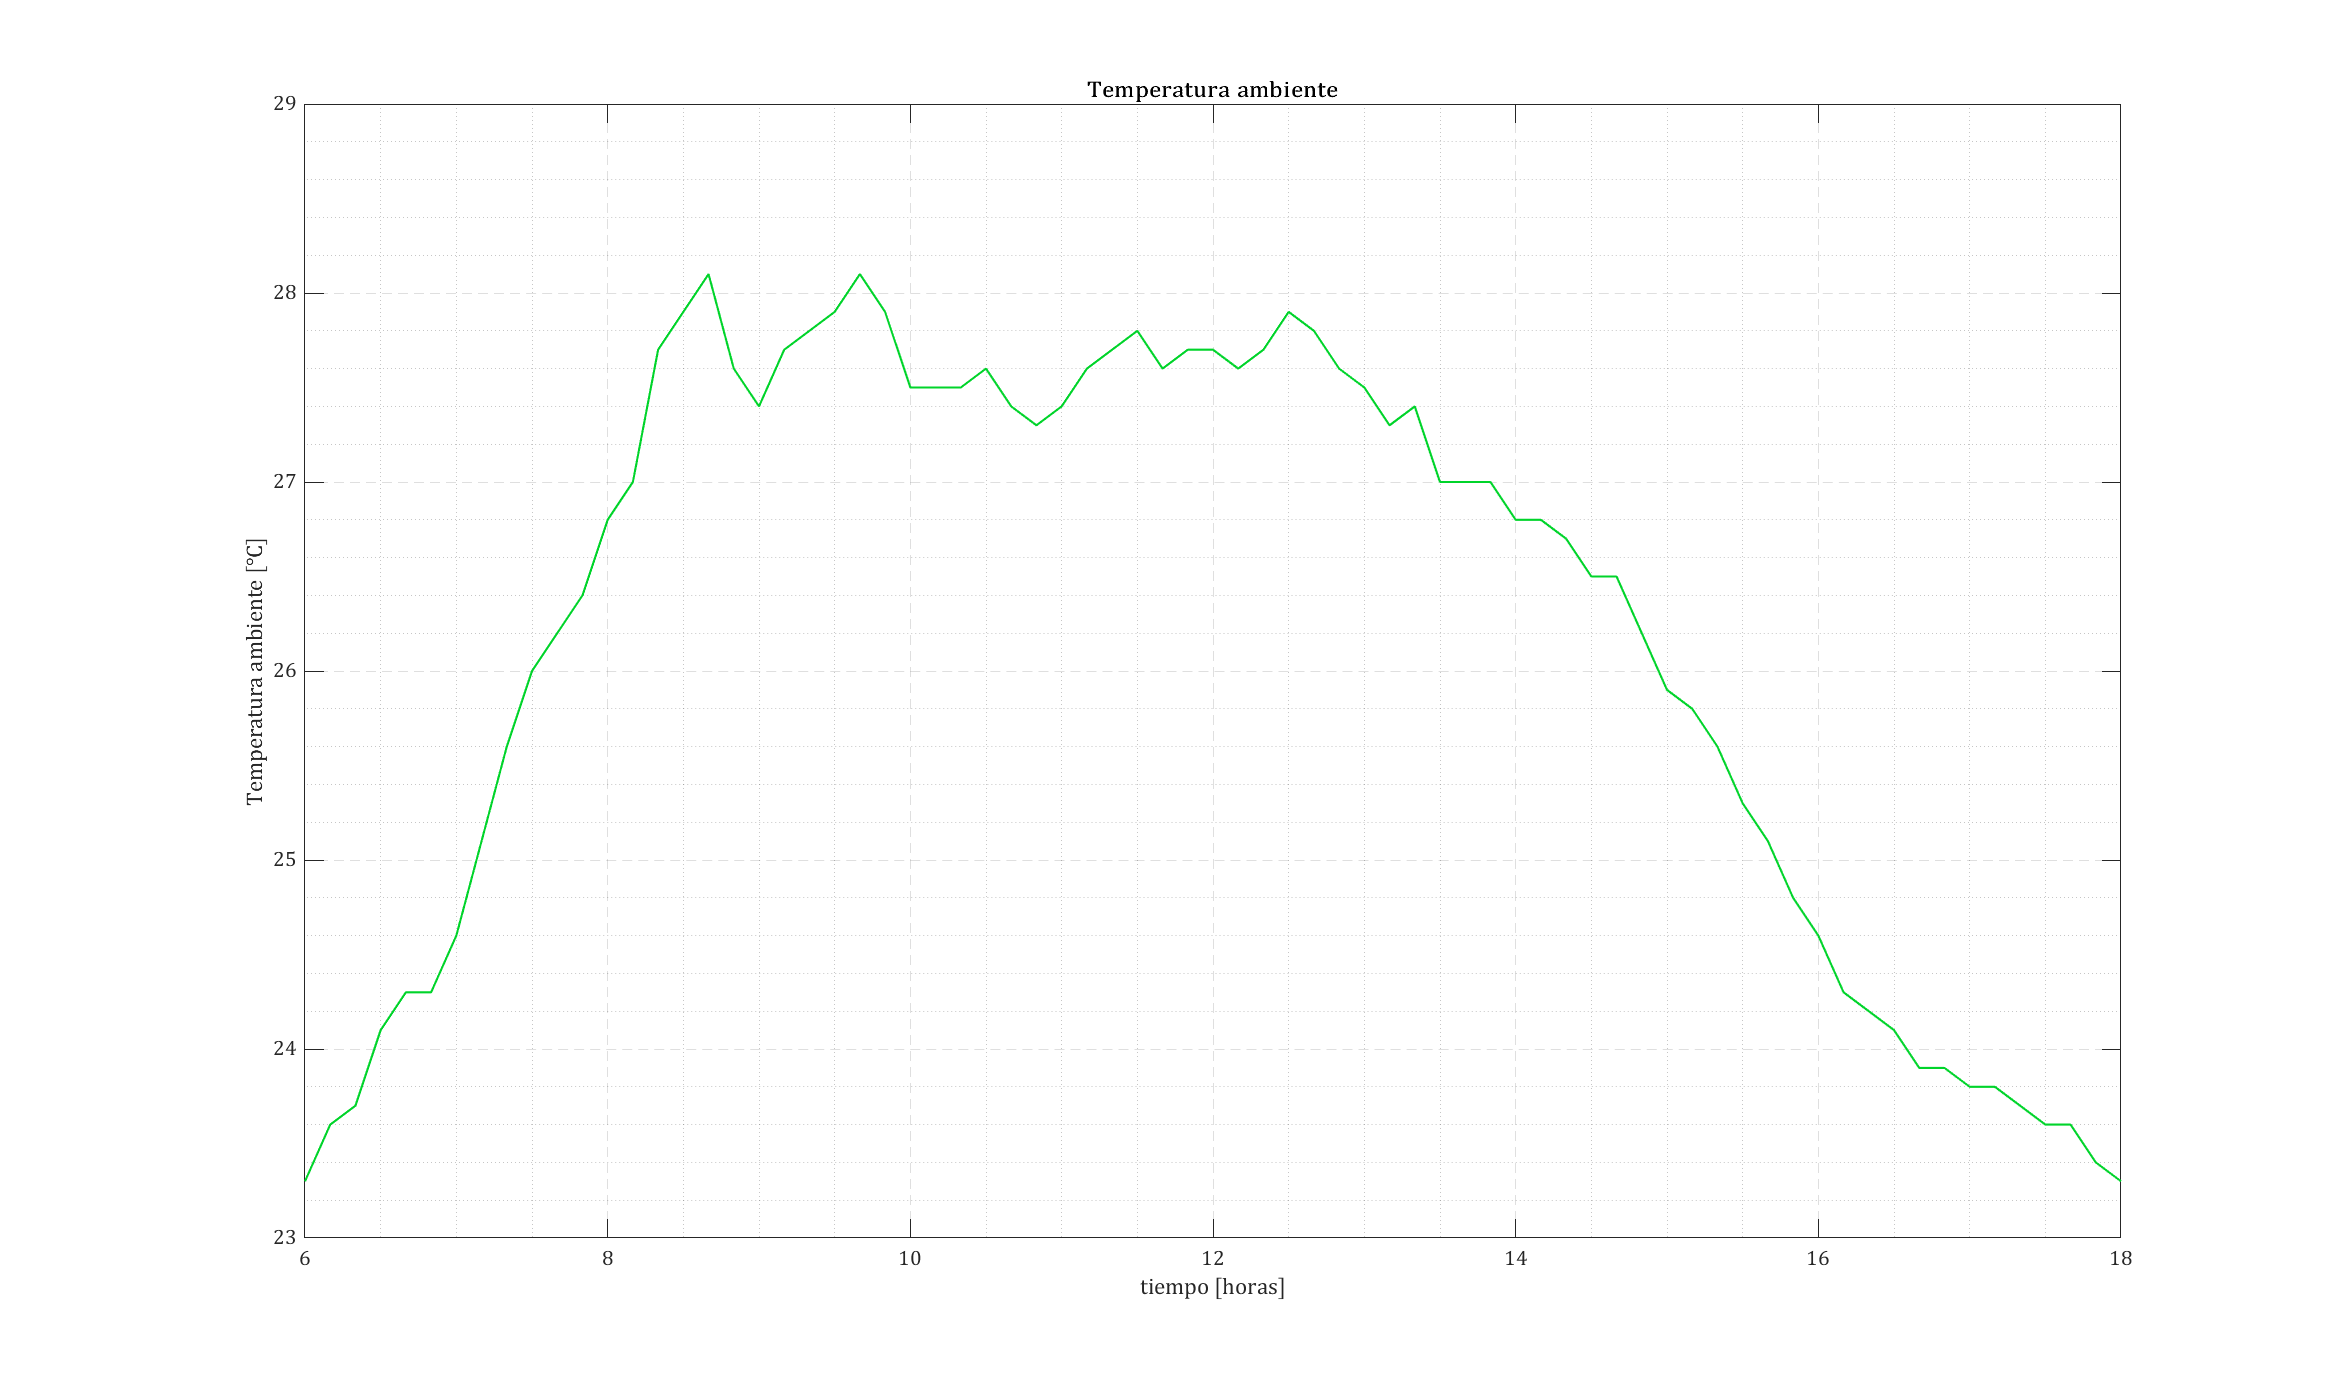 Temperatura ambiente
29
28
27
26
25
24
23
Temperatura ambiente [°C]
6 8 10 12 14 16 18
tiempo [horas]